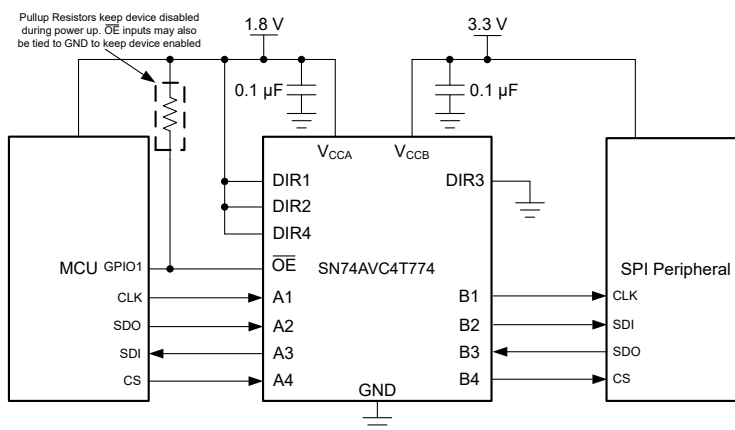 Pullup Resistors keep device disabled
during power up. OE inputs may also
be tied to GND to keep device enabled
1.8 V
3.3 V
0.1 µF
0.1 µF
VCCA
VCCB
DIR1
DIR3
DIR2
DIR4
MCU GPIO1
OE
SN74AVC4T774
SPI Peripheral
CLK
A1
B1
CLK
SDO
A2
B2
SDI
SDI
A3
B3
SDO
CS
A4
B4
CS
GND